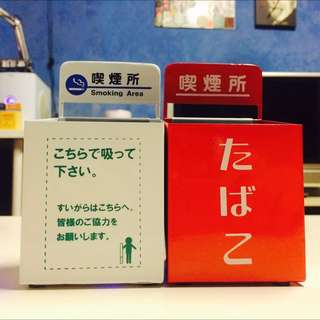 喫煙所
Smoking Area
こちらで吸って
下さい。
すいがらはこちらへ。
皆様のご協力を
お願いします。
喫煙所
たばこ